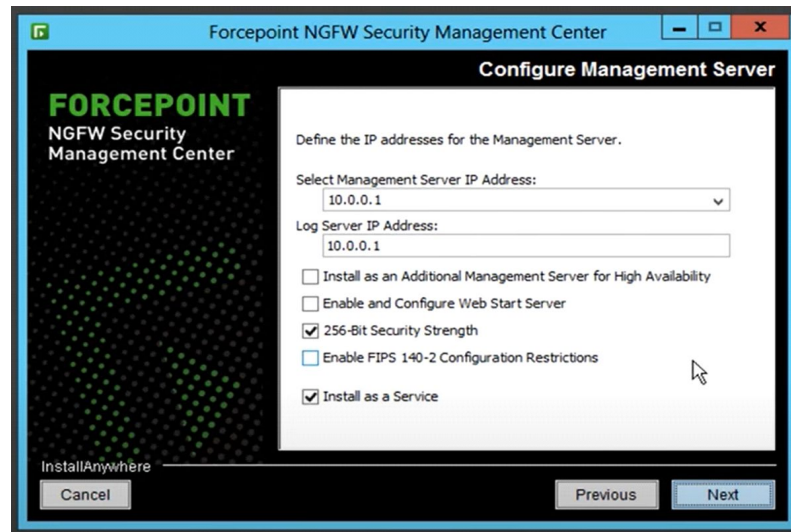 Forcepoint NGFW Security Management Center
Configure Management Server
FORCEPOINT
NGFW Security
Management Center
Define the IP addresses for the Management Server.
Select Management Server IP Address:
10.0.0.1
Log Server IP Address:
10.0.0.1
Install as an Additional Management Server for High Availability
Enable and Configure Web Start Server
256-Bit Security Strength
Enable FIPS 140-2 Configuration Restrictions
Install as a Service
InstallAnywhere
Cancel
Previous
Next